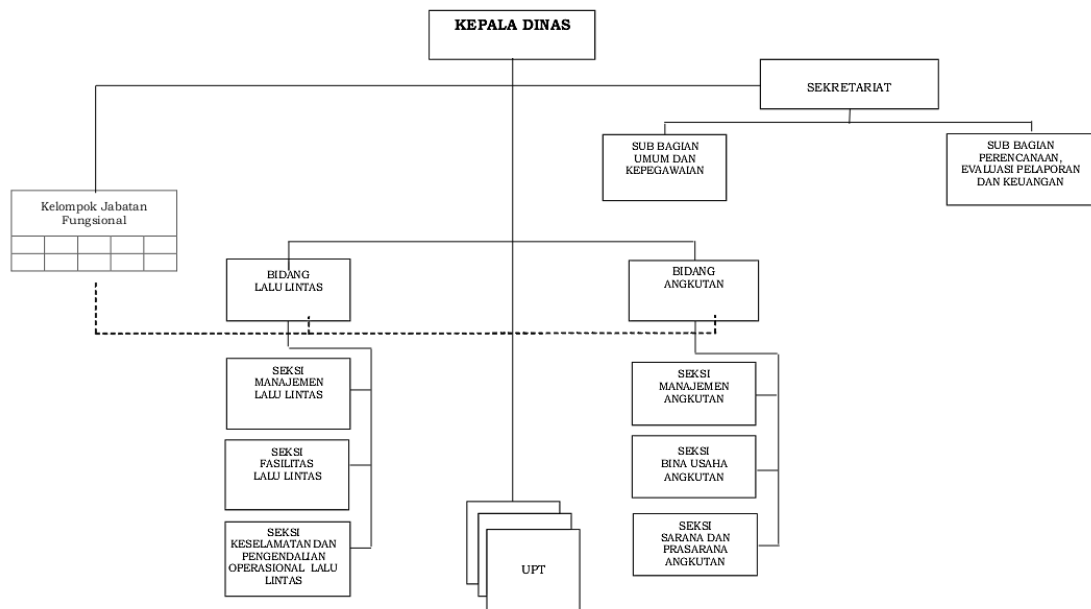 KEPALA DINAS
SEKRETARIAT
SUB BAGIAN
UMUM DAN
KEPEGAWAIAN
SUB BAGIAN
PERENCANAAN,
EVALUASI PELAPORAN
DAN KEUANGAN
Kelompok Jabatan
Fungsional
BIDANG
LALU LINTAS
BIDANG
ANGKUTAN
SEKSI
MANAJEMEN
LALU LINTAS
SEKSI
FASILITAS
LALU LINTAS
SEKSI
KESELAMATAN DAN
PENGENDALIAN
OPERASIONAL LALU
LINTAS
SEKSI
MANAJEMEN
ANGKUTAN
SEKSI
BINA USAHA
ANGKUTAN
SEKSI
SARANA DAN
PRASARANA
ANGKUTAN
UPT